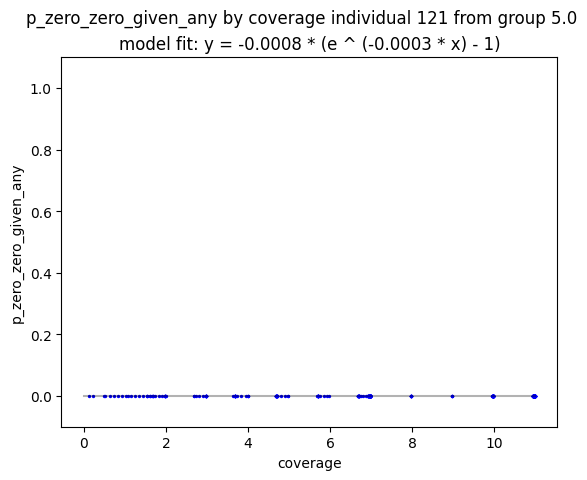 p_zero_zero_given_any by coverage individual 121 from group 5.0
model fit: y = -0.0008 * (e ^ (-0.0003 * x) - 1)
1.0
0.8
0.6
0.4
0.2
0.0
p_zero_zero_given_any
0 2 4 6 8 10
coverage